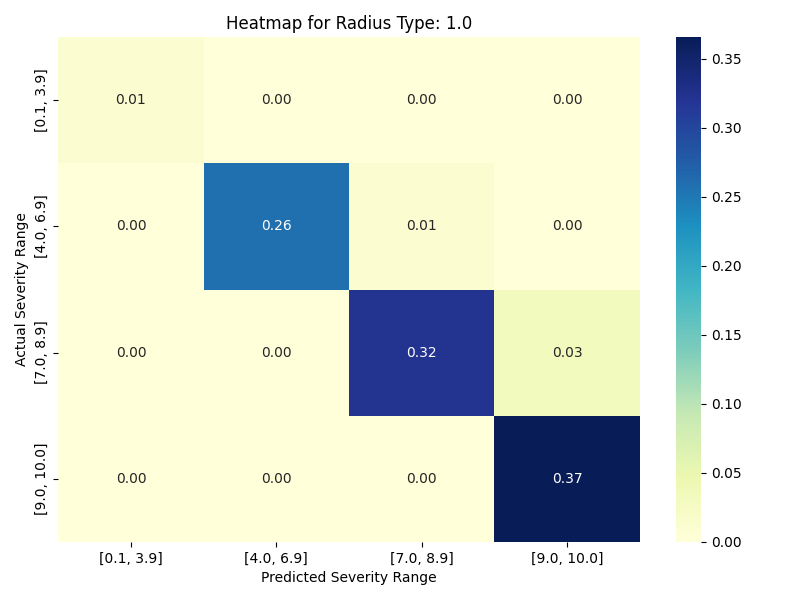 Heatmap for Radius Type: 1.0
Actual Severity Range
[0.1, 3.9]
0.01 0.00 0.00 0.00
[4.0, 6.9]
0.00 0.26 0.01 0.00
[7.0, 8.9]
0.00 0.00 0.32 0.03
[9.0, 10.0]
0.00 0.00 0.00 0.37
[0.1, 3.9] [4.0, 6.9] [7.0, 8.9] [9.0, 10.0]
Predicted Severity Range
0.35
0.30
0.25
0.20
0.15
0.10
0.05
0.00